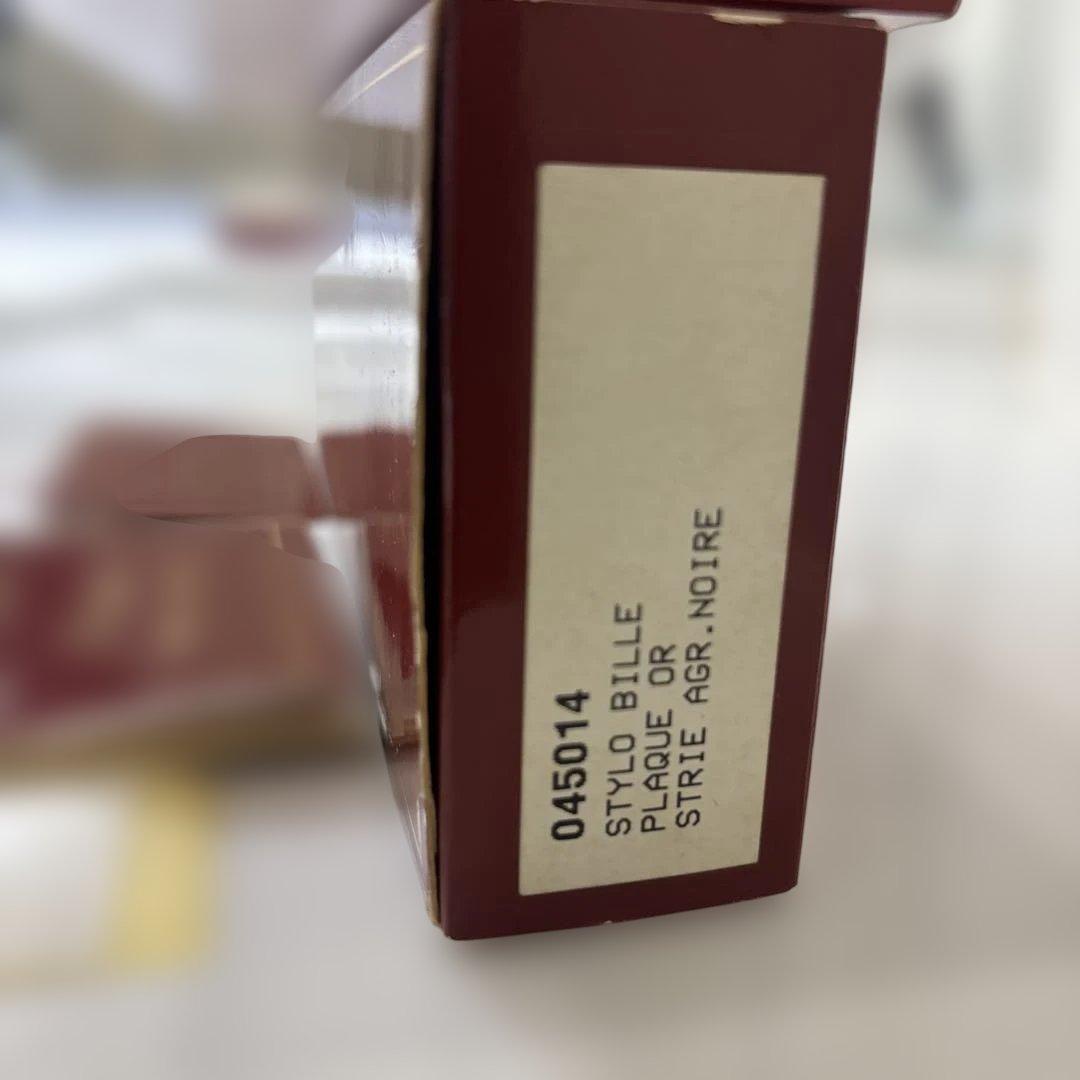 045014
STYLO BILLE
PLAQUE OR
STRIE AGR.NOIRE